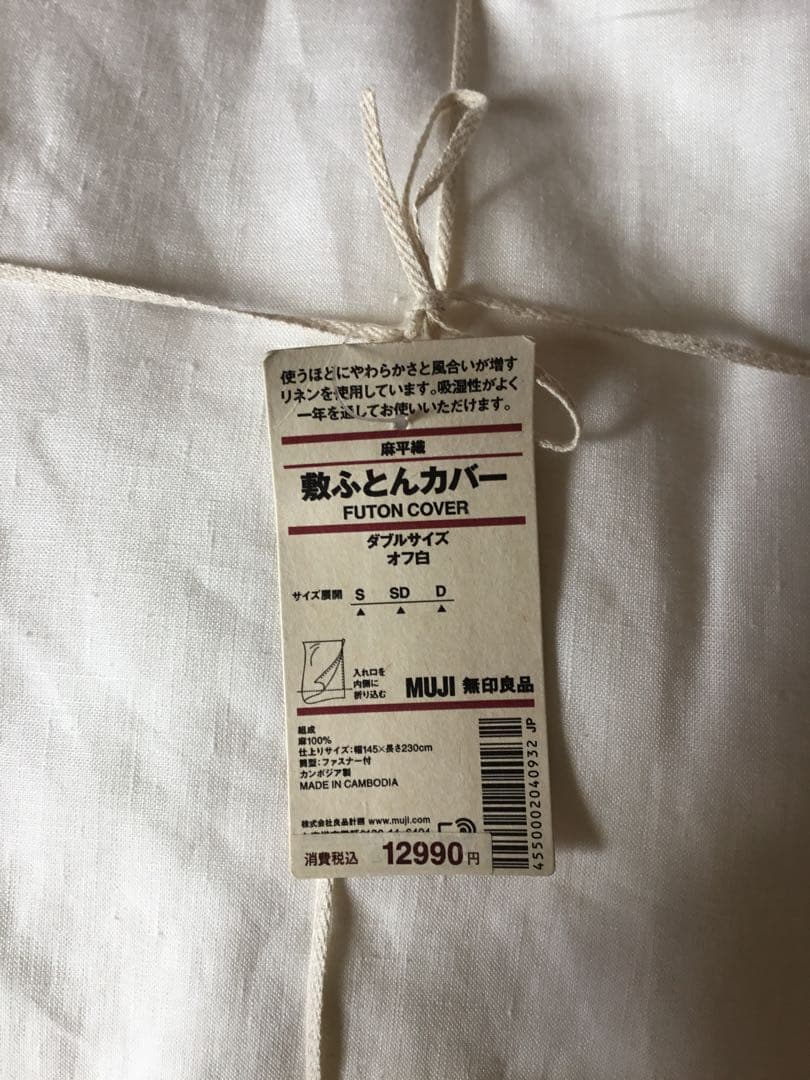 使うほどにやわらかさと風合いが増す
リネンを使用しています。吸湿性がよく
一年を通してお使いいただけます。
麻平織
敷ふとんカバー
FUTON COVER
ダブルサイズ
オフ白
サイズ展開 S SD D
入れ口を
内側に
折り込む
MUJI 無印良品
組成
麻100%
仕上りサイズ:幅145×長さ230cm
筒型:ファスナー付
カンボジア製
MADE IN CAMBODIA
株式会社良品計画 www.muji.com
消費税込 12990円
4550002040932 JP